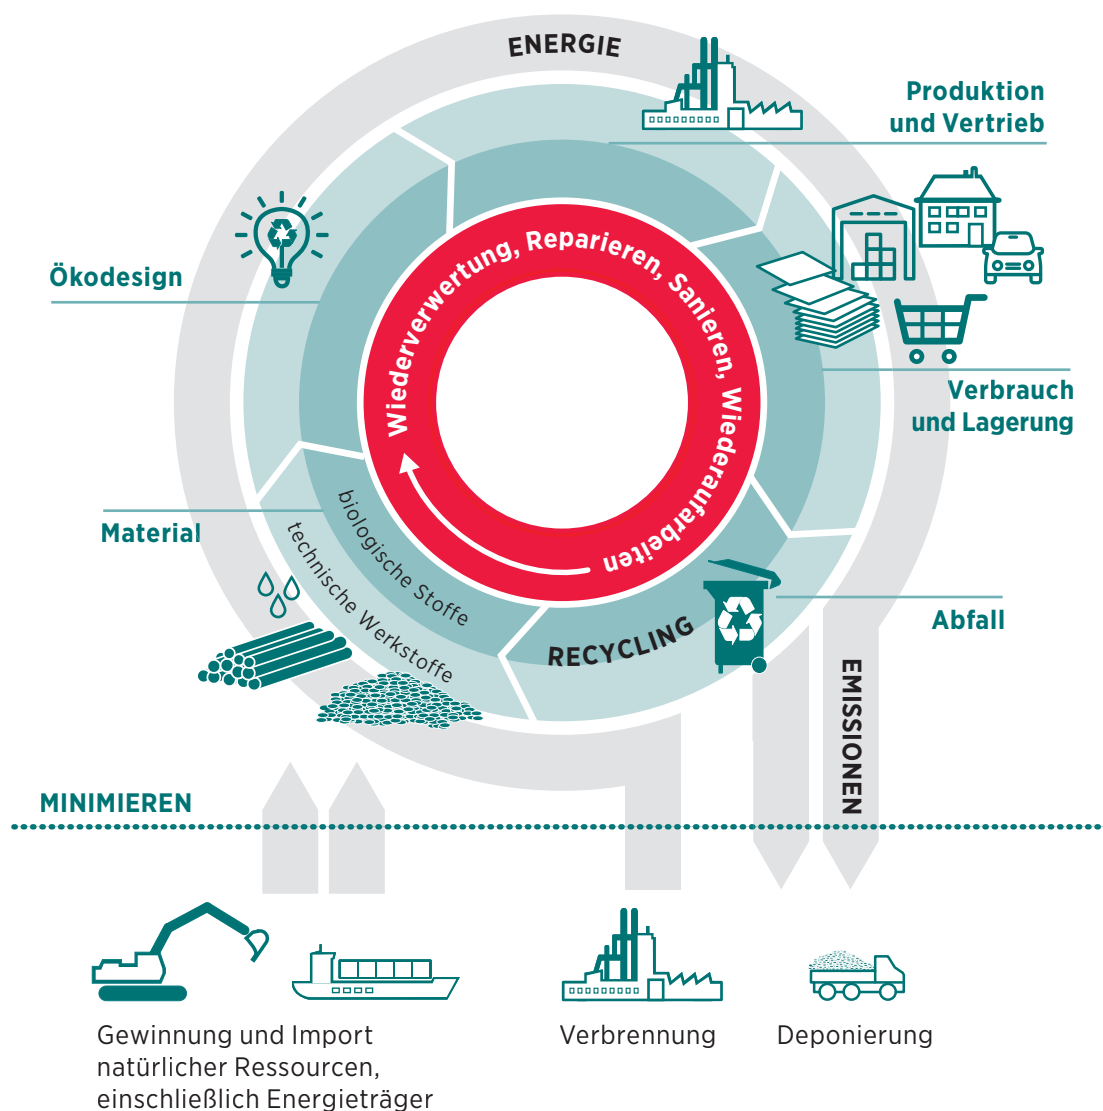 ENERGIE
Produktion
und Vertrieb
Ökodesign
Wiederverwertung, Reparieren, Sanieren, Wiederaufarbeiten
Verbrauch
und Lagerung
Material
biologische Stoffe
technische Werkstoffe
RECYCLING
Abfall
EMISSIONEN
MINIMIEREN
Gewinnung und Import
natürlicher Ressourcen,
einschließlich Energieträger
Verbrennung
Deponierung